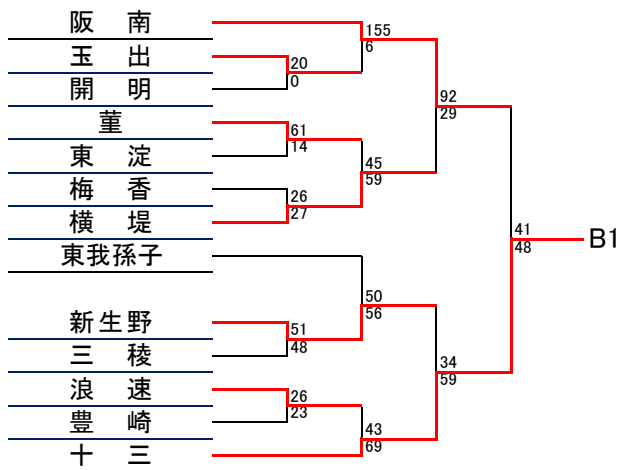 阪 南
玉 出
開 明
菫
東 淀
梅 香
横 堤
東我孫子
新生野
三 稜
浪 速
豊 崎
十 三
20
0
61
14
26
27
51
48
26
23
155
6
45
59
50
56
43
69
92
29
34
59
41
48
B1